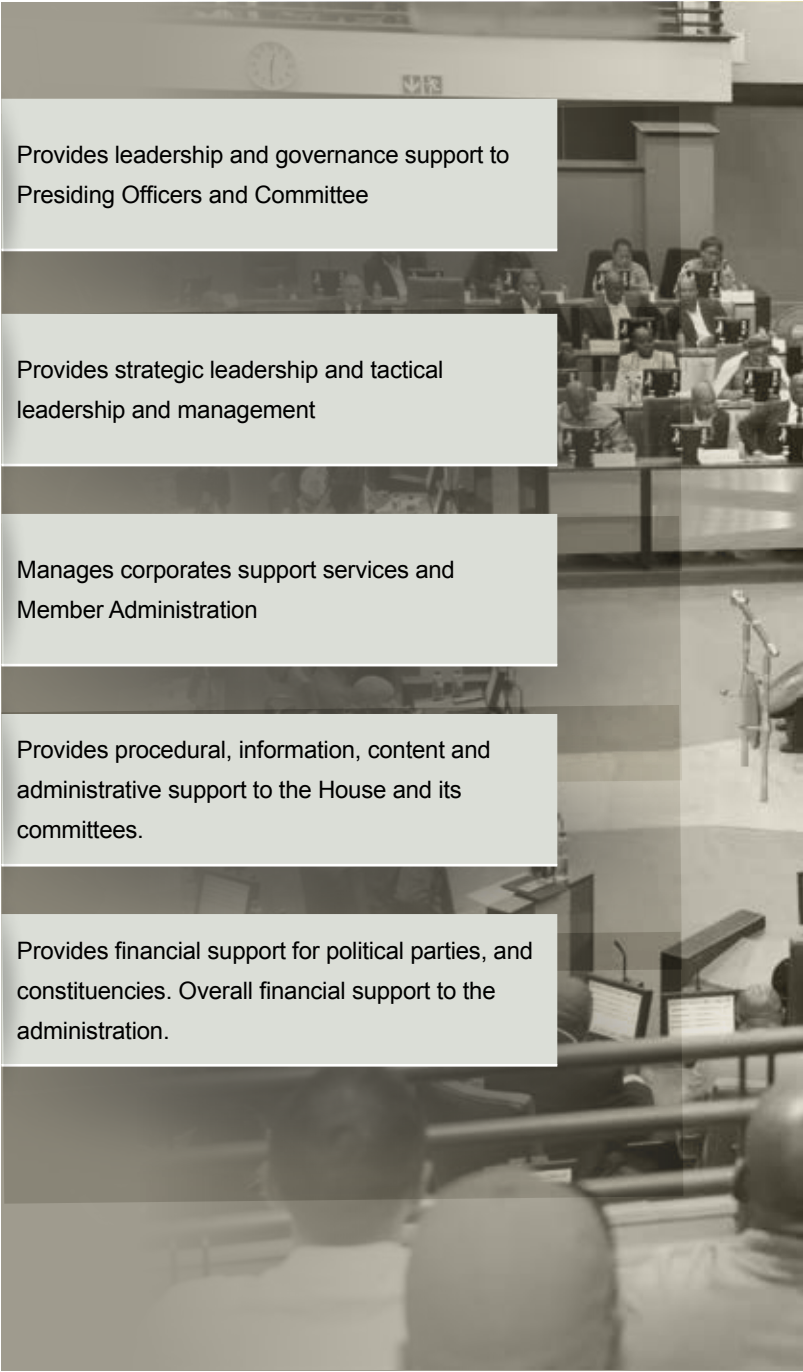 Provides leadership and governance support to
Presiding Officers and Committee
Provides strategic leadership and tactical
leadership and management
Manages corporates support services and
Member Administration
Provides procedural, information, content and
administrative support to the House and its
committees.
Provides financial support for political parties, and
constituencies. Overall financial support to the
administration.